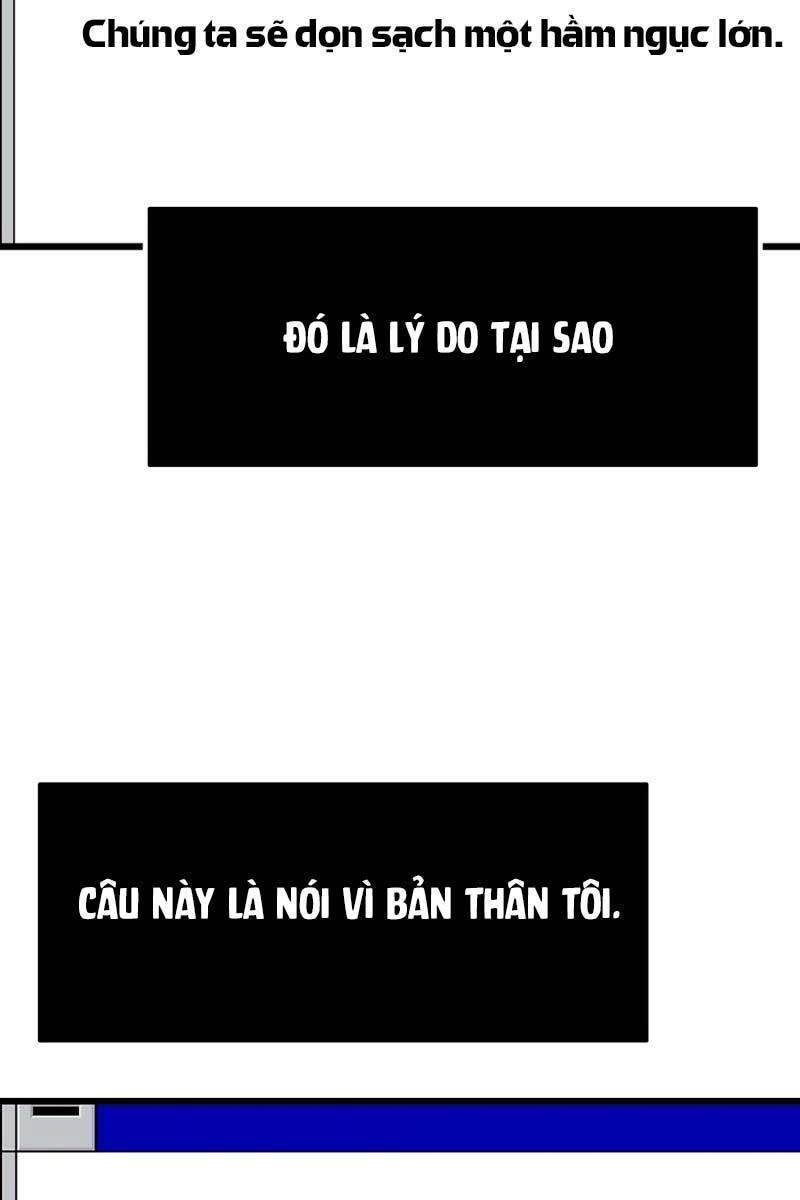 Chúng ta sẽ dọn sạch một hầm ngục lớn.
ĐÓ LÀ LÝ DO TẠI SAO
CÂU NÀY LÀ NÓI VÌ BẢN THÂN TÔI.